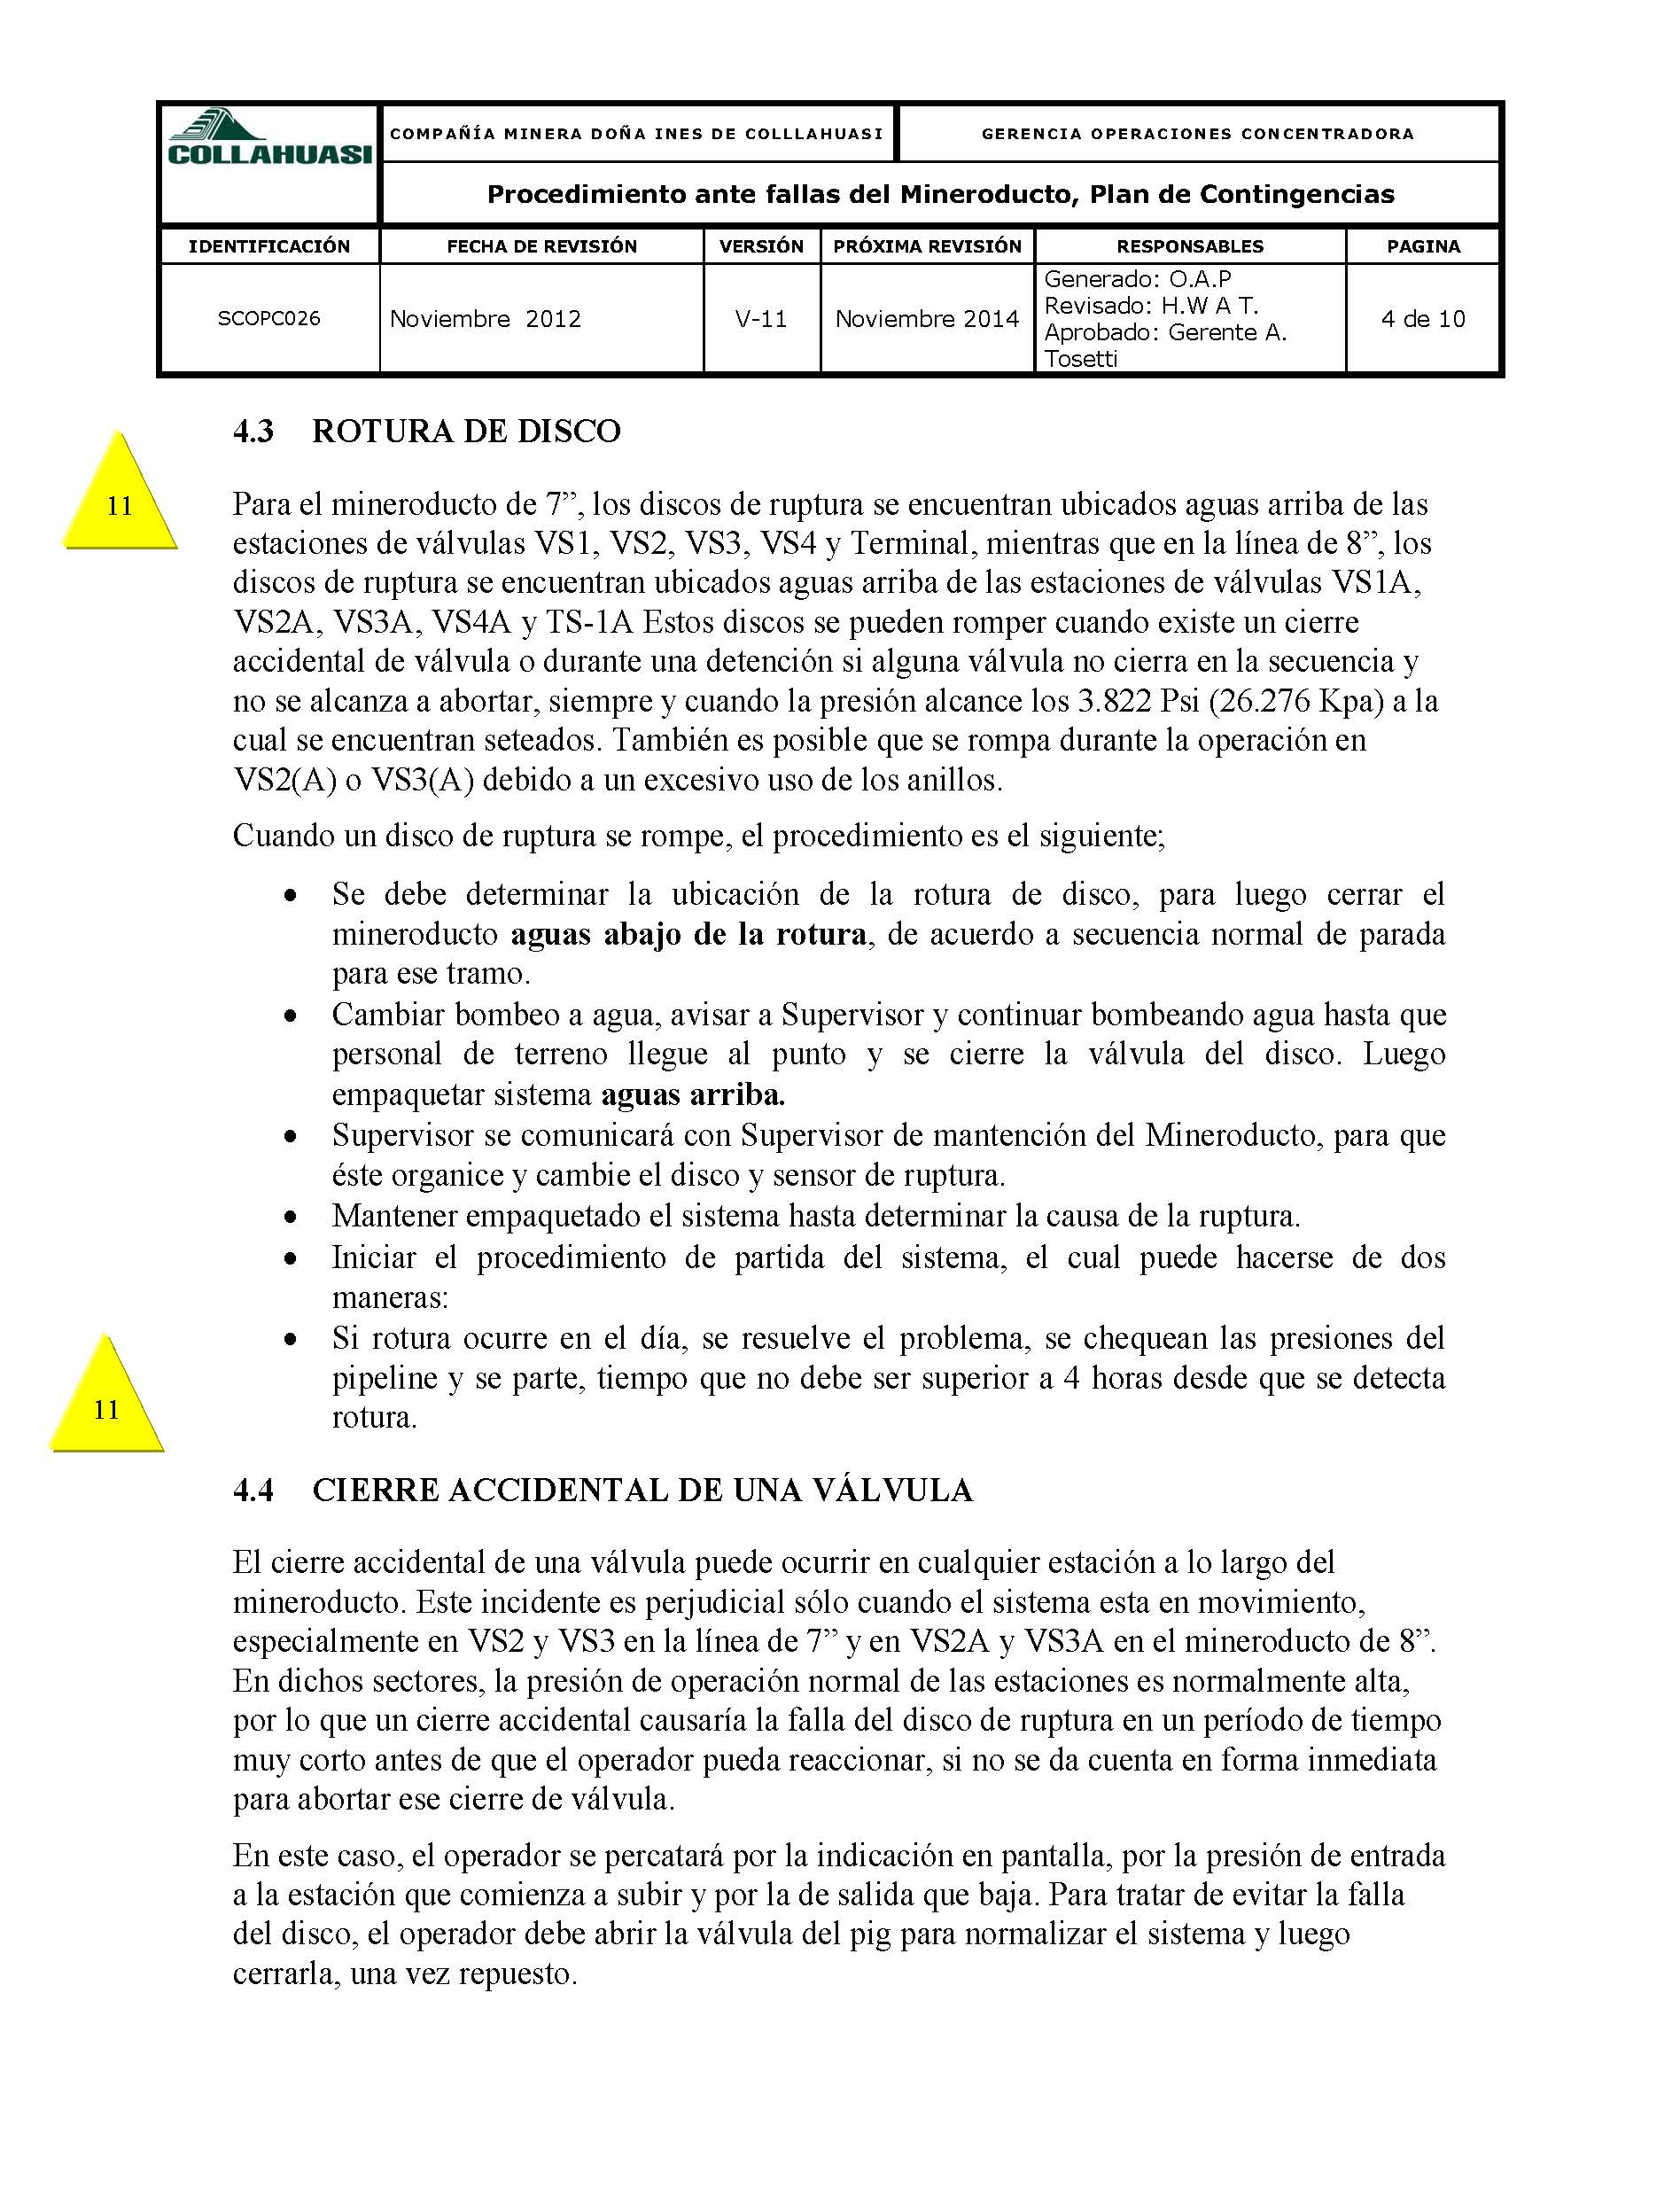 COLLAHUASI
COMPAÑÍA MINERA DOÑA INES DE COLLLAHUASI
GERENCIA OPERACIONES CONCENTRADORA
Procedimiento ante fallas del Mineroducto, Plan de Contingencias
IDENTIFICACIÓN FECHA DE REVISIÓN VERSIÓN PRÓXIMA REVISIÓN RESPONSABLES PAGINA
SCOPC026 Noviembre 2012 V-11 Noviembre 2014
Generado: O.A.P
Revisado: H.W A T.
Aprobado: Gerente A.
Tosetti
4 de 10
4.3 ROTURA DE DISCO
11
Para el mineroducto de 7”, los discos de ruptura se encuentran ubicados aguas arriba de las
estaciones de válvulas VS1, VS2, VS3, VS4 y Terminal, mientras que en la línea de 8”, los
discos de ruptura se encuentran ubicados aguas arriba de las estaciones de válvulas VS1A,
VS2A, VS3A, VS4A y TS-1A Estos discos se pueden romper cuando existe un cierre
accidental de válvula o durante una detención si alguna válvula no cierra en la secuencia y
no se alcanza a abortar, siempre y cuando la presión alcance los 3.822 Psi (26.276 Kpa) a la
cual se encuentran seteados. También es posible que se rompa durante la operación en
VS2(A) o VS3(A) debido a un excesivo uso de los anillos.
Cuando un disco de ruptura se rompe, el procedimiento es el siguiente;
• Se debe determinar la ubicación de la rotura de disco, para luego cerrar el
mineroducto aguas abajo de la rotura, de acuerdo a secuencia normal de parada
para ese tramo.
• Cambiar bombeo a agua, avisar a Supervisor y continuar bombeando agua hasta que
personal de terreno llegue al punto y se cierre la válvula del disco. Luego
empaquetar sistema aguas arriba.
• Supervisor se comunicará con Supervisor de mantención del Mineroducto, para que
éste organice y cambie el disco y sensor de ruptura.
• Mantener empaquetado el sistema hasta determinar la causa de la ruptura.
• Iniciar el procedimiento de partida del sistema, el cual puede hacerse de dos
maneras:
• Si rotura ocurre en el día, se resuelve el problema, se chequean las presiones del
pipeline y se parte, tiempo que no debe ser superior a 4 horas desde que se detecta
rotura.
11
4.4 CIERRE ACCIDENTAL DE UNA VÁLVULA
El cierre accidental de una válvula puede ocurrir en cualquier estación a lo largo del
mineroducto. Este incidente es perjudicial sólo cuando el sistema esta en movimiento,
especialmente en VS2 y VS3 en la línea de 7” y en VS2A y VS3A en el mineroducto de 8”.
En dichos sectores, la presión de operación normal de las estaciones es normalmente alta,
por lo que un cierre accidental causaría la falla del disco de ruptura en un período de tiempo
muy corto antes de que el operador pueda reaccionar, si no se da cuenta en forma inmediata
para abortar ese cierre de válvula.
En este caso, el operador se percatará por la indicación en pantalla, por la presión de entrada
a la estación que comienza a subir y por la de salida que baja. Para tratar de evitar la falla
del disco, el operador debe abrir la válvula del pig para normalizar el sistema y luego
cerrarla, una vez repuesto.